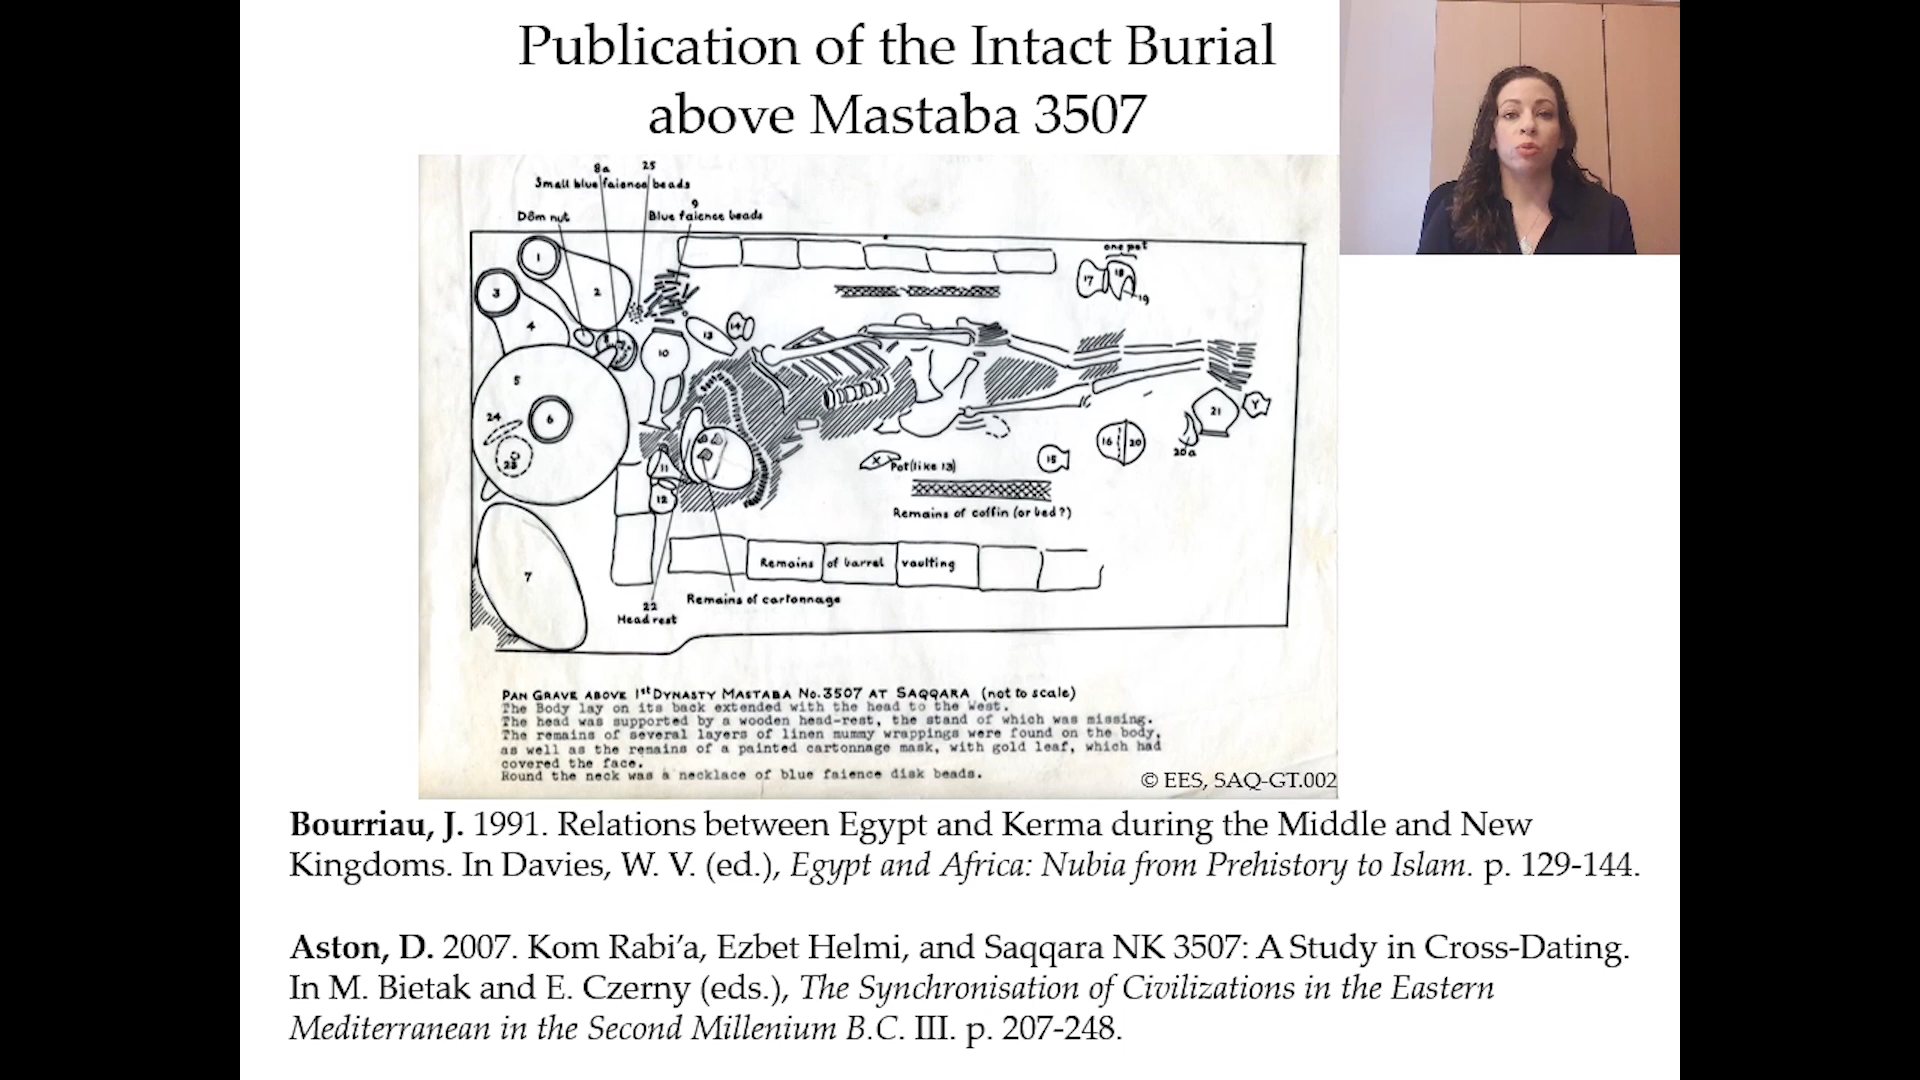 Publication of the Intact Burial
above Mastaba 3507
8a 25
Small blue faience beads
9
Dôm nut Blue faience beads
one pot
1
17 18
3 2 19
4 14
13
8 10
5
24 6 21 Y
16 20
23 11 X Pot (like 13) 15 20a
12
Remains of coffin (or bed?)
7 Remains of barrel vaulting
22 Remains of cartonnage
Head rest
PAN GRAVE ABOVE 1st DYNASTY MASTABA No. 3507 AT SAQQARA (not to scale)
The Body lay on its back extended with the head to the West.
The head was supported by a wooden head-rest, the stand of which was missing.
The remains of several layers of linen mummy wrappings were found on the body,
as well as the remains of a painted cartonnage mask, with gold leaf, which had
covered the face.
Round the neck was a necklace of blue faience disk beads.
© EES, SAQ-GT.002
Bourriau, J. 1991. Relations between Egypt and Kerma during the Middle and New
Kingdoms. In Davies, W. V. (ed.), Egypt and Africa: Nubia from Prehistory to Islam. p. 129-144.
Aston, D. 2007. Kom Rabi’a, Ezbet Helmi, and Saqqara NK 3507: A Study in Cross-Dating.
In M. Bietak and E. Czerny (eds.), The Synchronisation of Civilizations in the Eastern
Mediterranean in the Second Millenium B.C. III. p. 207-248.